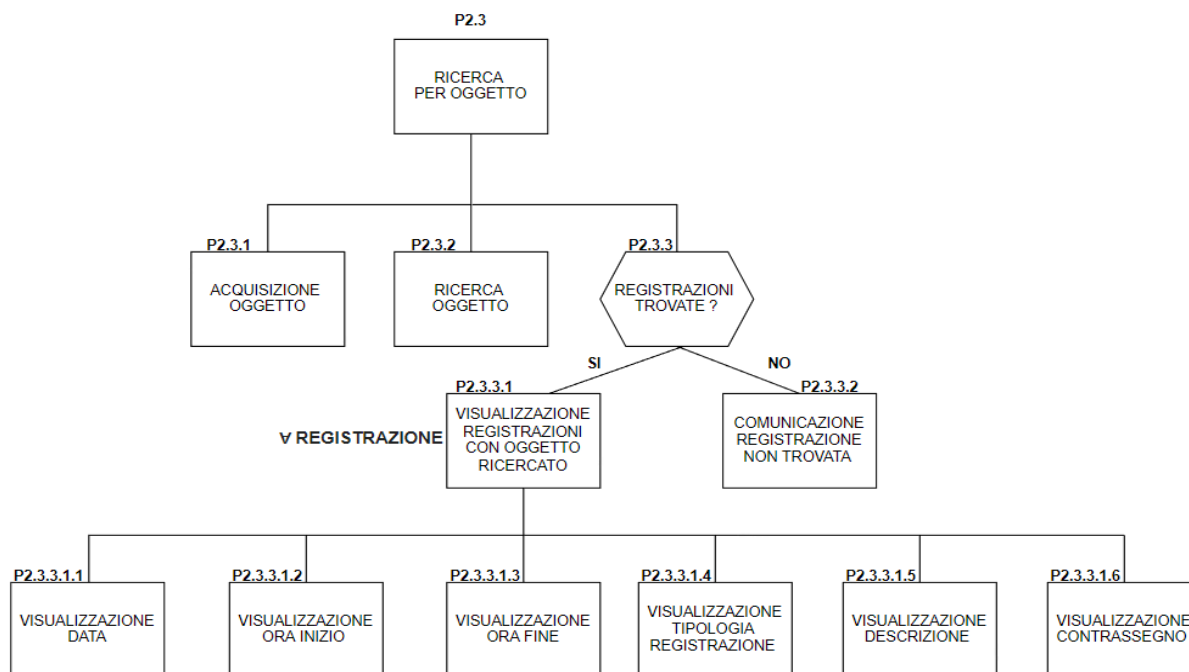 P2.3
RICERCA
PER OGGETTO
P2.3.1
ACQUISIZIONE
OGGETTO
P2.3.2
RICERCA
OGGETTO
P2.3.3
REGISTRAZIONI
TROVATE ?
SI
NO
P2.3.3.1
∀ REGISTRAZIONE
VISUALIZZAZIONE
REGISTRAZIONI
CON OGGETTO
RICERCATO
P2.3.3.2
COMUNICAZIONE
REGISTRAZIONE
NON TROVATA
P2.3.3.1.1
VISUALIZZAZIONE
DATA
P2.3.3.1.2
VISUALIZZAZIONE
ORA INIZIO
P2.3.3.1.3
VISUALIZZAZIONE
ORA FINE
P2.3.3.1.4
VISUALIZZAZIONE
TIPOLOGIA
REGISTRAZIONE
P2.3.3.1.5
VISUALIZZAZIONE
DESCRIZIONE
P2.3.3.1.6
VISUALIZZAZIONE
CONTRASSEGNO